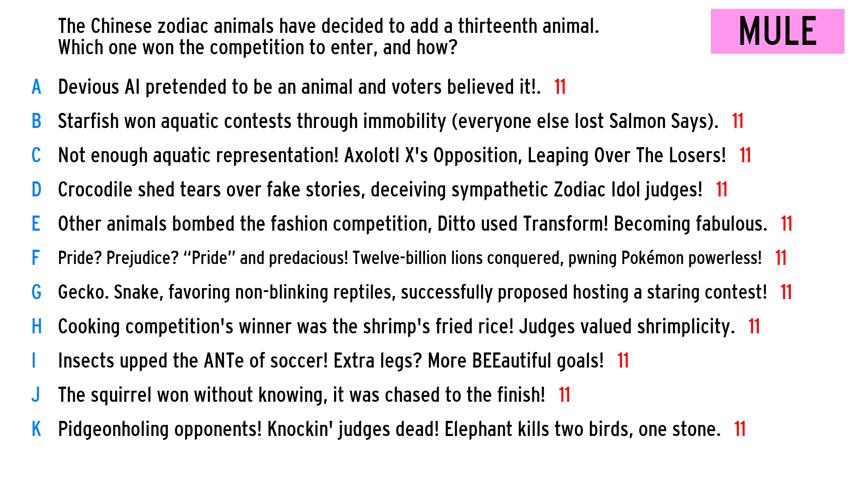 The Chinese zodiac animals have decided to add a thirteenth animal.
Which one won the competition to enter, and how?
MULE
A Devious AI pretended to be an animal and voters believed it!. 11
B Starfish won aquatic contests through immobility (everyone else lost Salmon Says). 11
C Not enough aquatic representation! Axolotl X's Opposition, Leaping Over The Losers! 11
D Crocodile shed tears over fake stories, deceiving sympathetic Zodiac Idol judges! 11
E Other animals bombed the fashion competition, Ditto used Transform! Becoming fabulous. 11
F Pride? Prejudice? “Pride” and predacious! Twelve-billion lions conquered, pwning Pokémon powerless! 11
G Gecko. Snake, favoring non-blinking reptiles, successfully proposed hosting a staring contest! 11
H Cooking competition's winner was the shrimp's fried rice! Judges valued shrimplicity. 11
I Insects upped the ANTe of soccer! Extra legs? More BEEautiful goals! 11
J The squirrel won without knowing, it was chased to the finish! 11
K Pidgeonholing opponents! Knockin' judges dead! Elephant kills two birds, one stone. 11